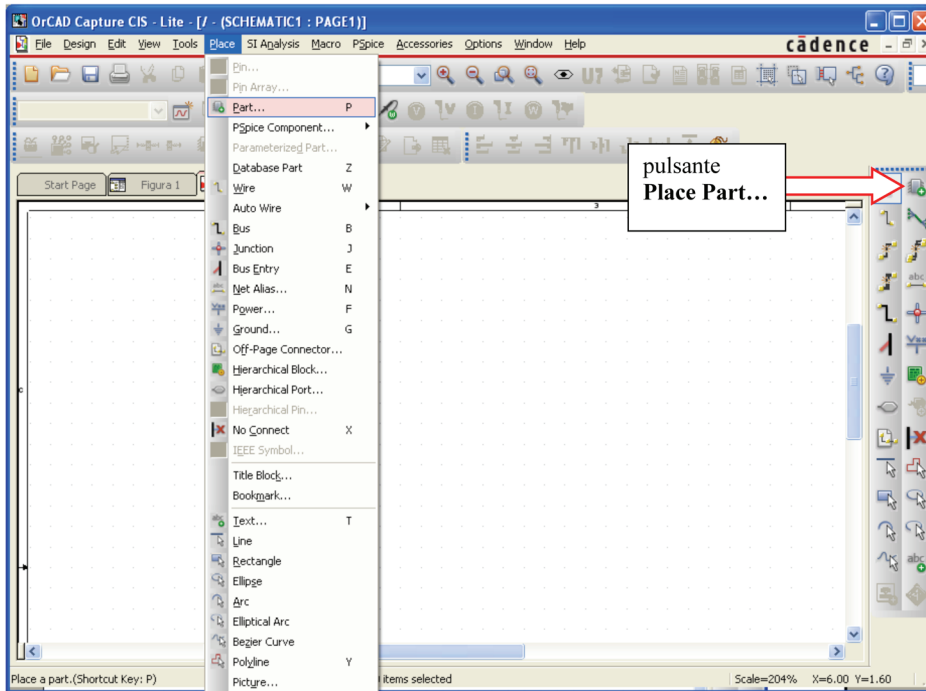 OrCAD Capture CIS - Lite - [/ - (SCHEMATIC1 : PAGE1)]
File Design Edit View Tools Place SI Analysis Macro PSpice Accessories Options Window Help
cādence
Pin...
Pin Array...
Part... P
PSpice Component...
Parameterized Part...
Database Part Z
Wire W
Auto Wire
Bus B
Junction J
Bus Entry E
Net Alias... N
Power... F
Ground... G
Off-Page Connector...
Hierarchical Block...
Hierarchical Port...
Hierarchical Pin...
No Connect X
IEEE Symbol...
Title Block...
Bookmark...
Text... T
Line
Rectangle
Ellipse
Arc
Elliptical Arc
Bezier Curve
Polyline Y
Picture...
U?
Start Page
Figura 1
3
pulsante
Place Part...
abc
C
Place a part.(Shortcut Key: P)
items selected
Scale=204% X=6.00 Y=1.60